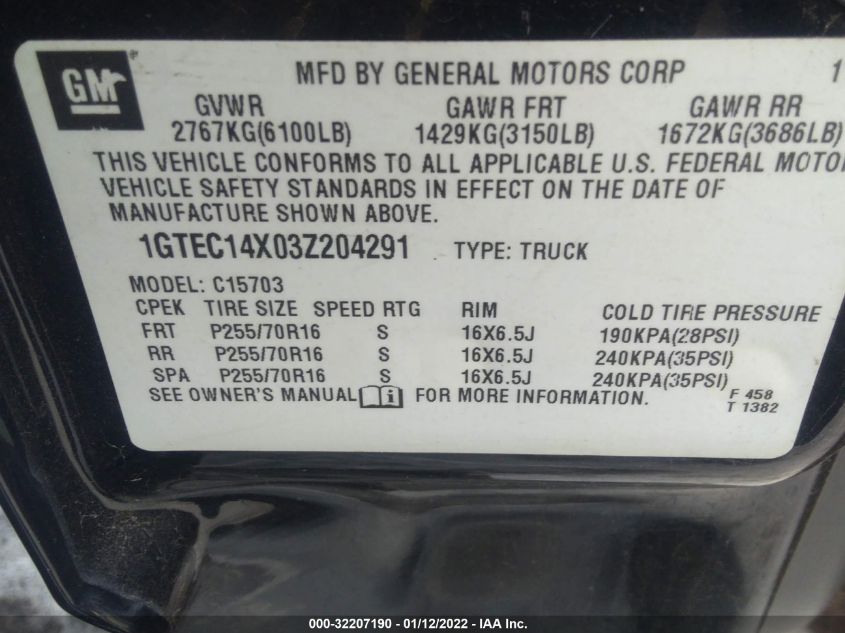 GM ®
MFD BY GENERAL MOTORS CORP 1
GVWR GAWR FRT GAWR RR
2767KG(6100LB) 1429KG(3150LB) 1672KG(3686LB)
THIS VEHICLE CONFORMS TO ALL APPLICABLE U.S. FEDERAL MOTO
VEHICLE SAFETY STANDARDS IN EFFECT ON THE DATE OF
MANUFACTURE SHOWN ABOVE.
1GTEC14X03Z204291 TYPE: TRUCK
MODEL: C15703
CPEK TIRE SIZE SPEED RTG RIM COLD TIRE PRESSURE
FRT P255/70R16 S 16X6.5J 190KPA(28PSI)
RR P255/70R16 S 16X6.5J 240KPA(35PSI)
SPA P255/70R16 S 16X6.5J 240KPA(35PSI)
SEE OWNER'S MANUAL i FOR MORE INFORMATION. F 458
T 1382
000-32207190 - 01/12/2022 - IAA Inc.